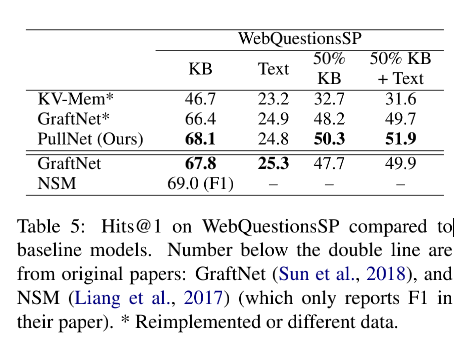 WebQuestionsSP
KB Text 50% KB 50% KB + Text
KV-Mem* 46.7 23.2 32.7 31.6
GraftNet* 66.4 24.9 48.2 49.7
PullNet (Ours) 68.1 24.8 50.3 51.9
GraftNet 67.8 25.3 47.7 49.9
NSM 69.0 (F1) – – –
Table 5: Hits@1 on WebQuestionsSP compared to
baseline models. Number below the double line are
from original papers: GraftNet (Sun et al., 2018), and
NSM (Liang et al., 2017) (which only reports F1 in
their paper). * Reimplemented or different data.